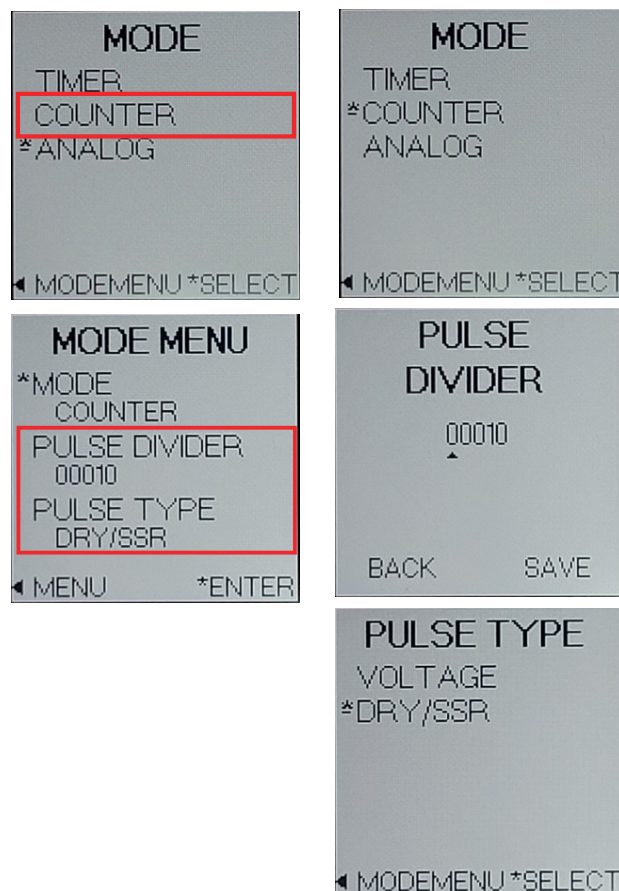 MODE
TIMER
COUNTER
*ANALOG
◄ MODEMENU *SELECT
MODE
TIMER
*COUNTER
ANALOG
◄ MODEMENU *SELECT
MODE MENU
*MODE
COUNTER
PULSE DIVIDER
00010
PULSE TYPE
DRY/SSR
◄ MENU *ENTER
PULSE
DIVIDER
00010
BACK SAVE
PULSE TYPE
VOLTAGE
*DRY/SSR
◄ MODEMENU *SELECT